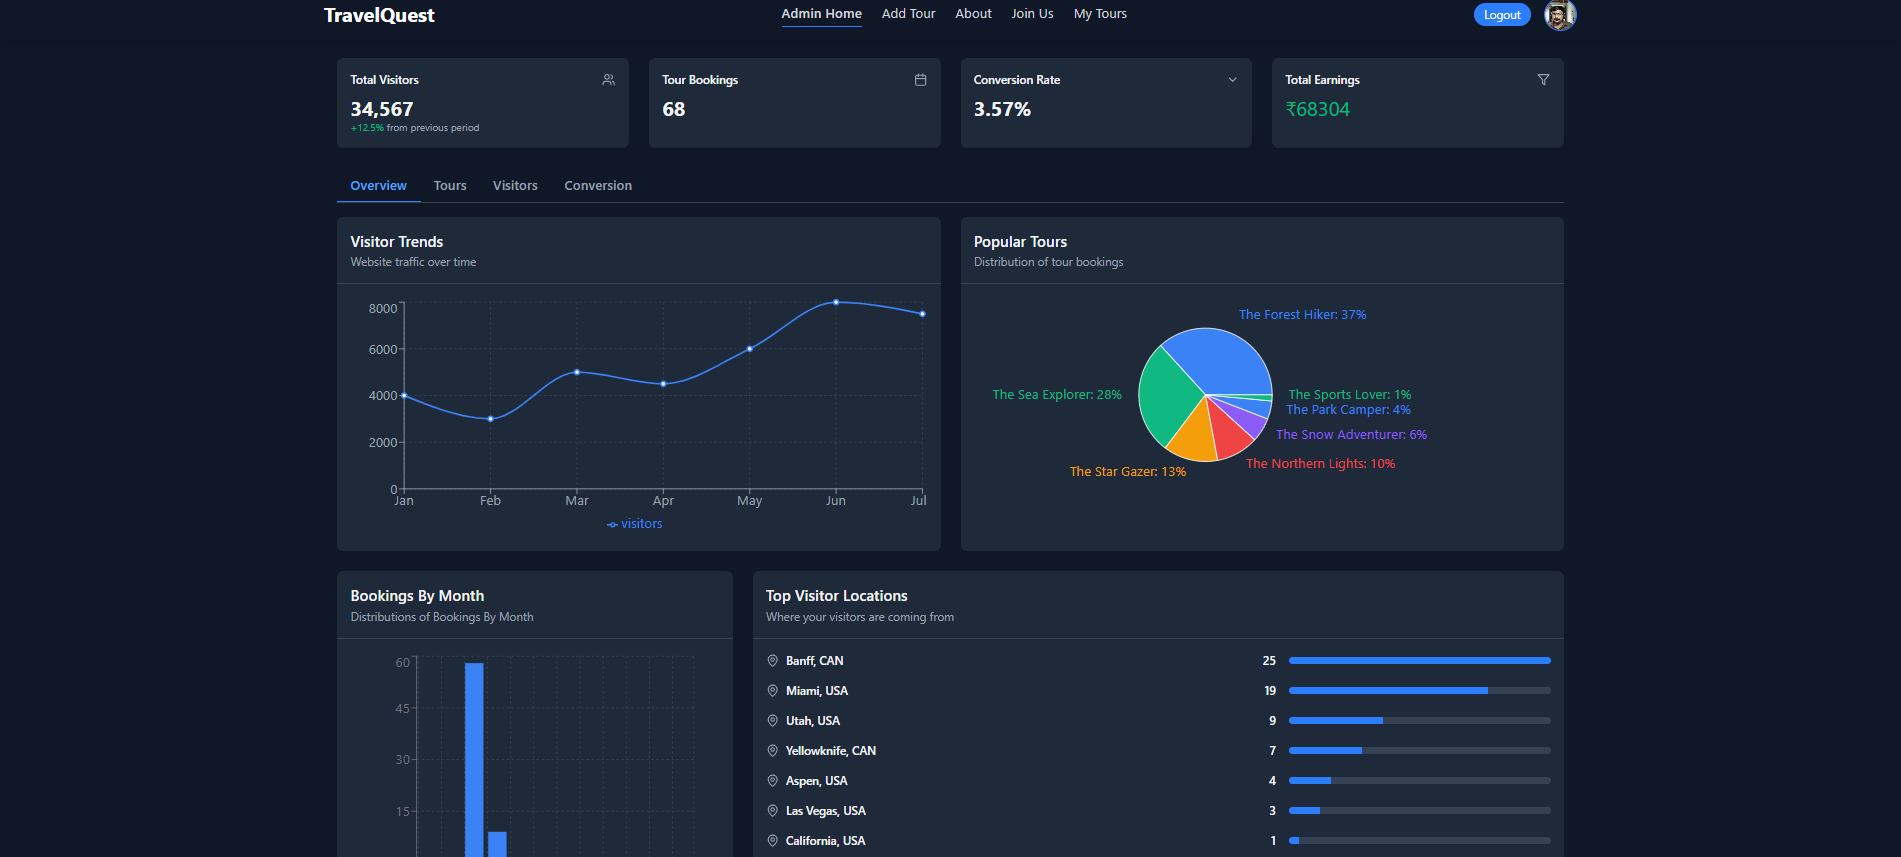 TravelQuest
Admin Home Add Tour About Join Us My Tours
Logout
Total Visitors
34,567
+12.5% from previous period
Tour Bookings
68
Conversion Rate
3.57%
Total Earnings
₹68304
Overview Tours Visitors Conversion
Visitor Trends
Website traffic over time
8000
6000
4000
2000
0
Jan Feb Mar Apr May Jun Jul
visitors
Popular Tours
Distribution of tour bookings
The Forest Hiker: 37%
The Sea Explorer: 28%
The Sports Lover: 1%
The Park Camper: 4%
The Snow Adventurer: 6%
The Northern Lights: 10%
The Star Gazer: 13%
Bookings By Month
Distributions of Bookings By Month
60
45
30
15
Top Visitor Locations
Where your visitors are coming from
Banff, CAN 25
Miami, USA 19
Utah, USA 9
Yellowknife, CAN 7
Aspen, USA 4
Las Vegas, USA 3
California, USA 1